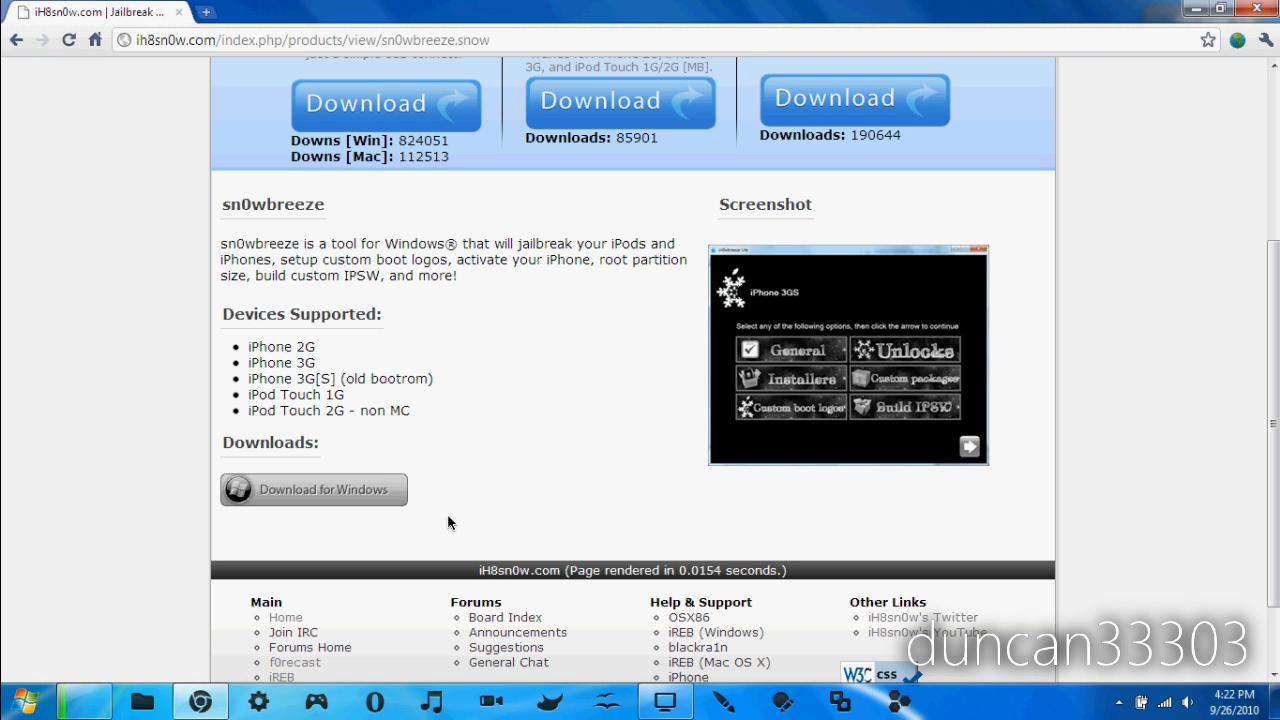 iH8sn0w.com | Jailbreak ...
ih8sn0w.com/index.php/products/view/sn0wbreeze.snow
3G, and iPod Touch 1G/2G [MB].
Download
Downs [Win]: 824051
Downs [Mac]: 112513
Download
Downloads: 85901
Download
Downloads: 190644
sn0wbreeze
sn0wbreeze is a tool for Windows® that will jailbreak your iPods and
iPhones, setup custom boot logos, activate your iPhone, root partition
size, build custom IPSW, and more!
Devices Supported:
iPhone 2G
iPhone 3G
iPhone 3G[S] (old bootrom)
iPod Touch 1G
iPod Touch 2G - non MC
Downloads:
Download for Windows
Screenshot
iPhone 3GS
Select any of the following options, then click the arrow to continue
General
Unlocks
Installers
Custom packages
Custom boot logos
Build IPSW
iH8sn0w.com (Page rendered in 0.0154 seconds.)
Main
Home
Join IRC
Forums Home
f0recast
iREB
Forums
Board Index
Announcements
Suggestions
General Chat
Help & Support
OSX86
iREB (Windows)
blackra1n
iREB (Mac OS X)
iPhone
Other Links
iH8sn0w's Twitter
iH8sn0w's YouTube
W3C css
duncan33303
4:22 PM
9/26/2010